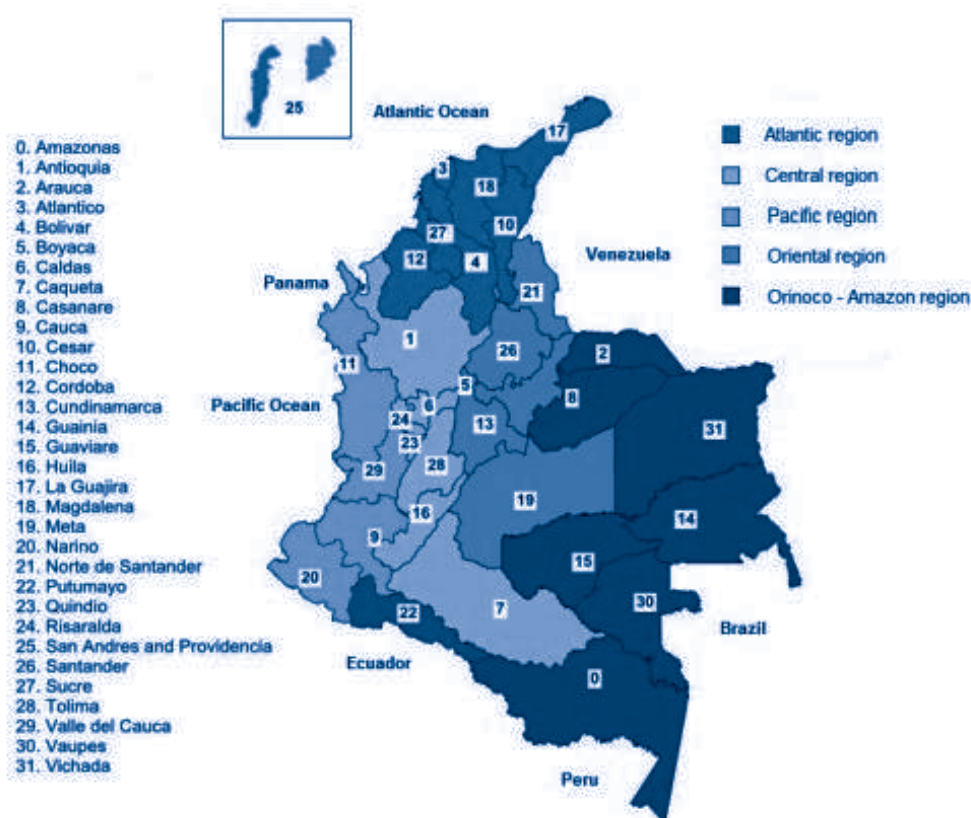 25
Atlantic Ocean
17
0. Amazonas
1. Antioquia
2. Arauca
3. Atlantico
4. Bolivar
5. Boyaca
6. Caldas
7. Caqueta
8. Casanare
9. Cauca
10. Cesar
11. Choco
12. Cordoba
13. Cundinamarca
14. Guainia
15. Guaviare
16. Huila
17. La Guajira
18. Magdalena
19. Meta
20. Narino
21. Norte de Santander
22. Putumayo
23. Quindio
24. Risaralda
25. San Andres and Providencia
26. Santander
27. Sucre
28. Tolima
29. Valle del Cauca
30. Vaupes
31. Vichada
Atlantic region
Central region
Pacific region
Oriental region
Orinoco - Amazon region
3
18
10
27
12
4
Venezuela
Panama
21
1
26
2
11
5
8
Pacific Ocean
6
24
13
31
23
29
28
19
16
14
9
15
20
7
30
22
Brazil
Ecuador
0
Peru